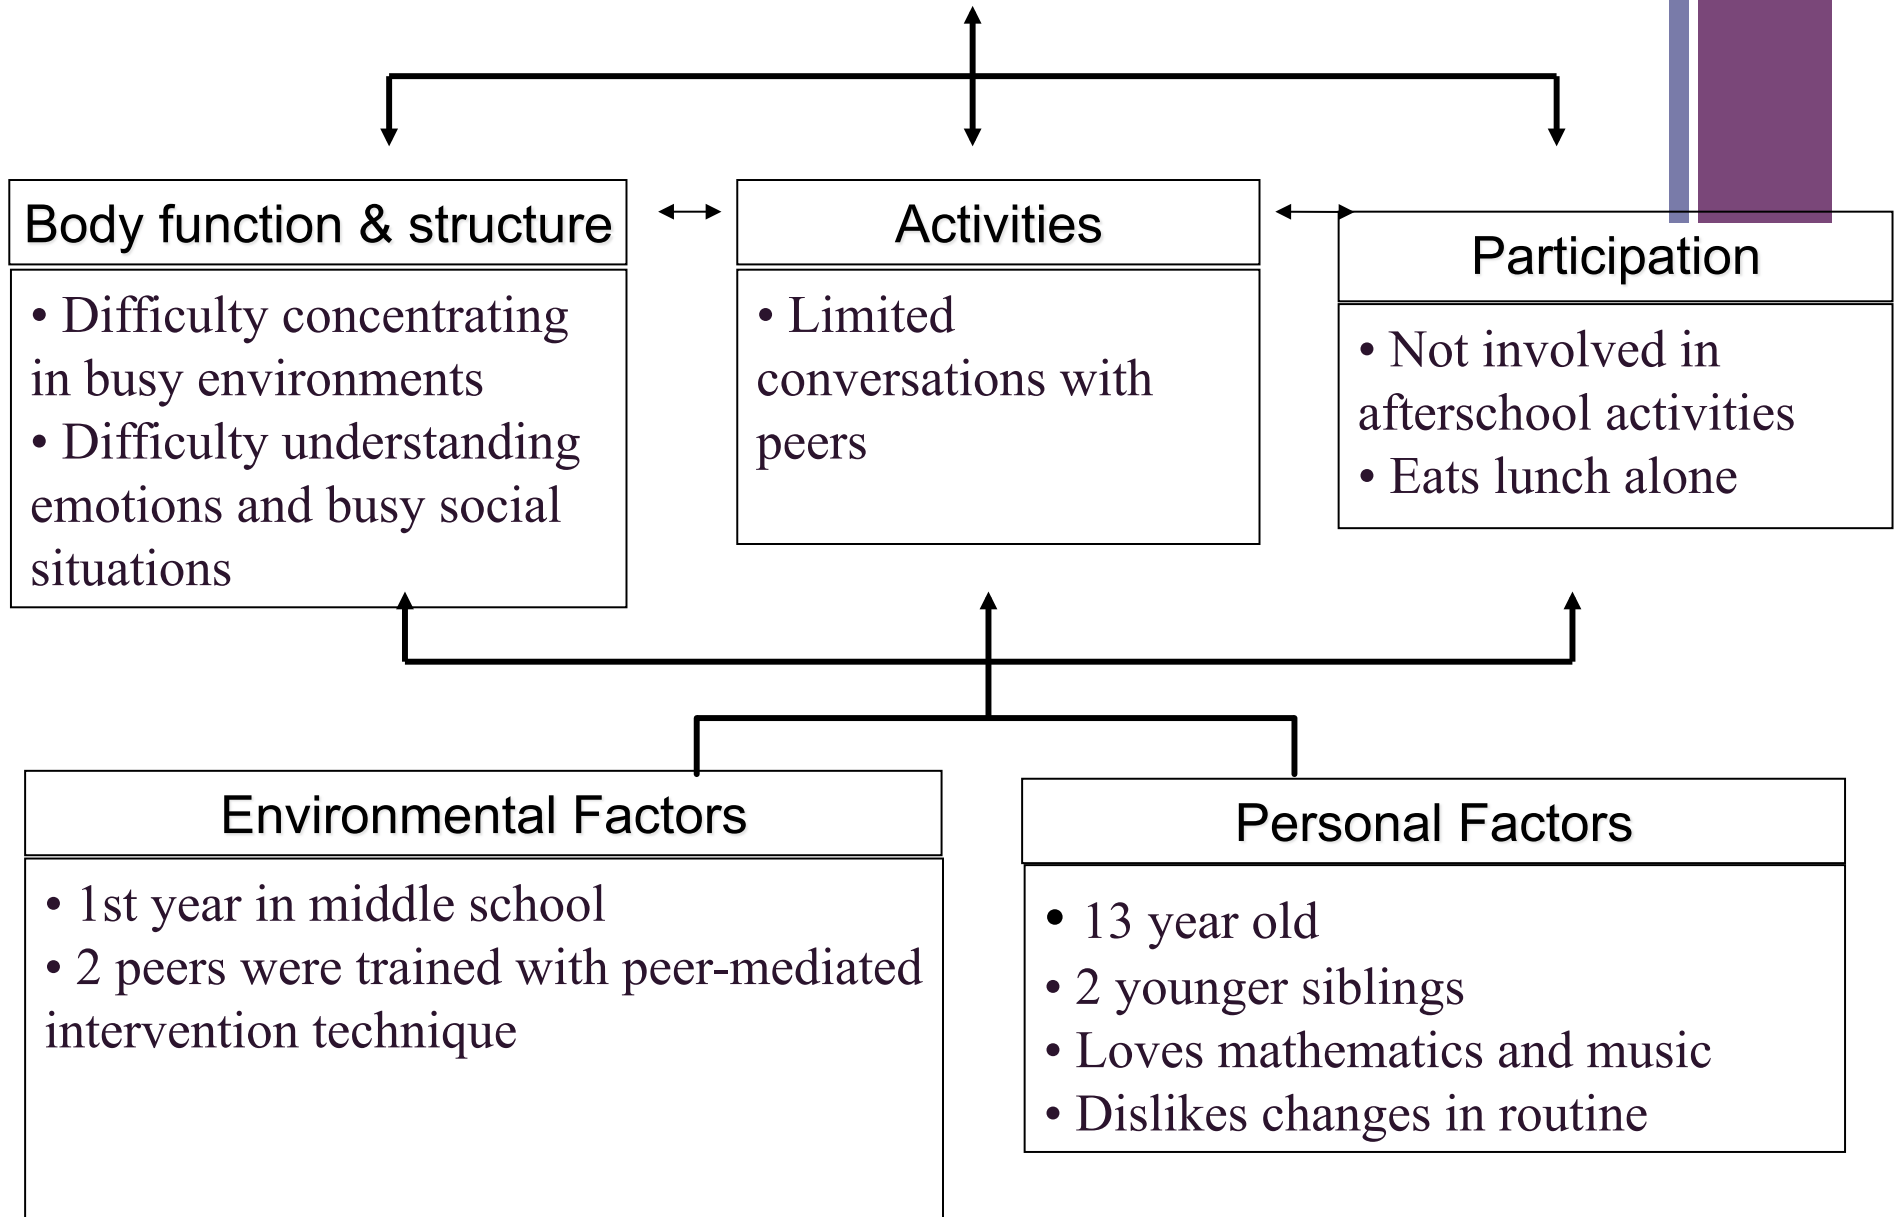 Body function & structure
• Difficulty concentrating
in busy environments
• Difficulty understanding
emotions and busy social
situations
Activities
• Limited
conversations with
peers
Participation
• Not involved in
afterschool activities
• Eats lunch alone
Environmental Factors
• 1st year in middle school
• 2 peers were trained with peer-mediated
intervention technique
Personal Factors
• 13 year old
• 2 younger siblings
• Loves mathematics and music
• Dislikes changes in routine